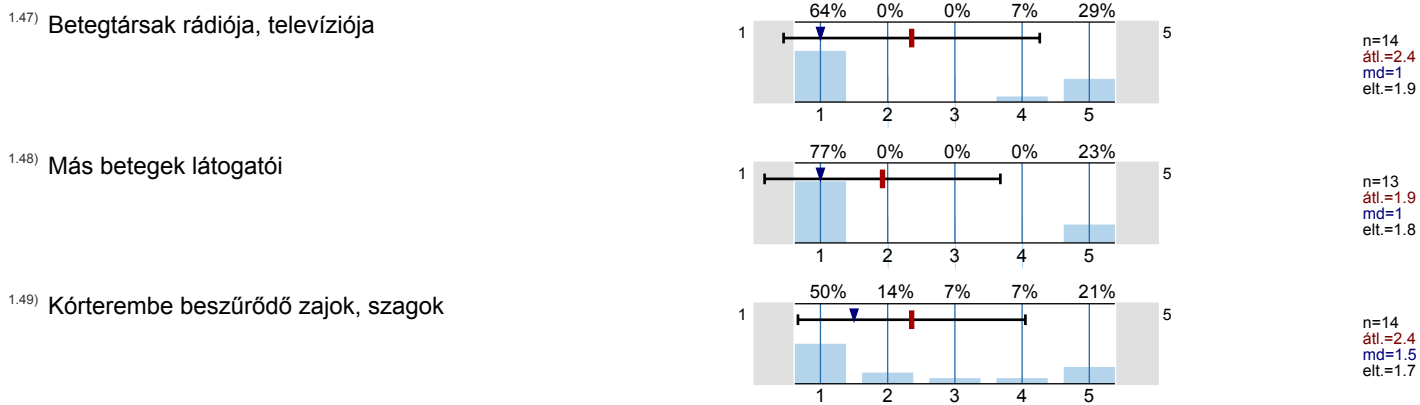 1.47) Betegtársak rádiója, televíziója
64% 0% 0% 7% 29%
1 5
1 2 3 4 5
n=14
átl.=2.4
md=1
elt.=1.9
1.48) Más betegek látogatói
77% 0% 0% 0% 23%
1 5
1 2 3 4 5
n=13
átl.=1.9
md=1
elt.=1.8
1.49) Kórterembe beszűrődő zajok, szagok
50% 14% 7% 7% 21%
1 5
1 2 3 4 5
n=14
átl.=2.4
md=1.5
elt.=1.7